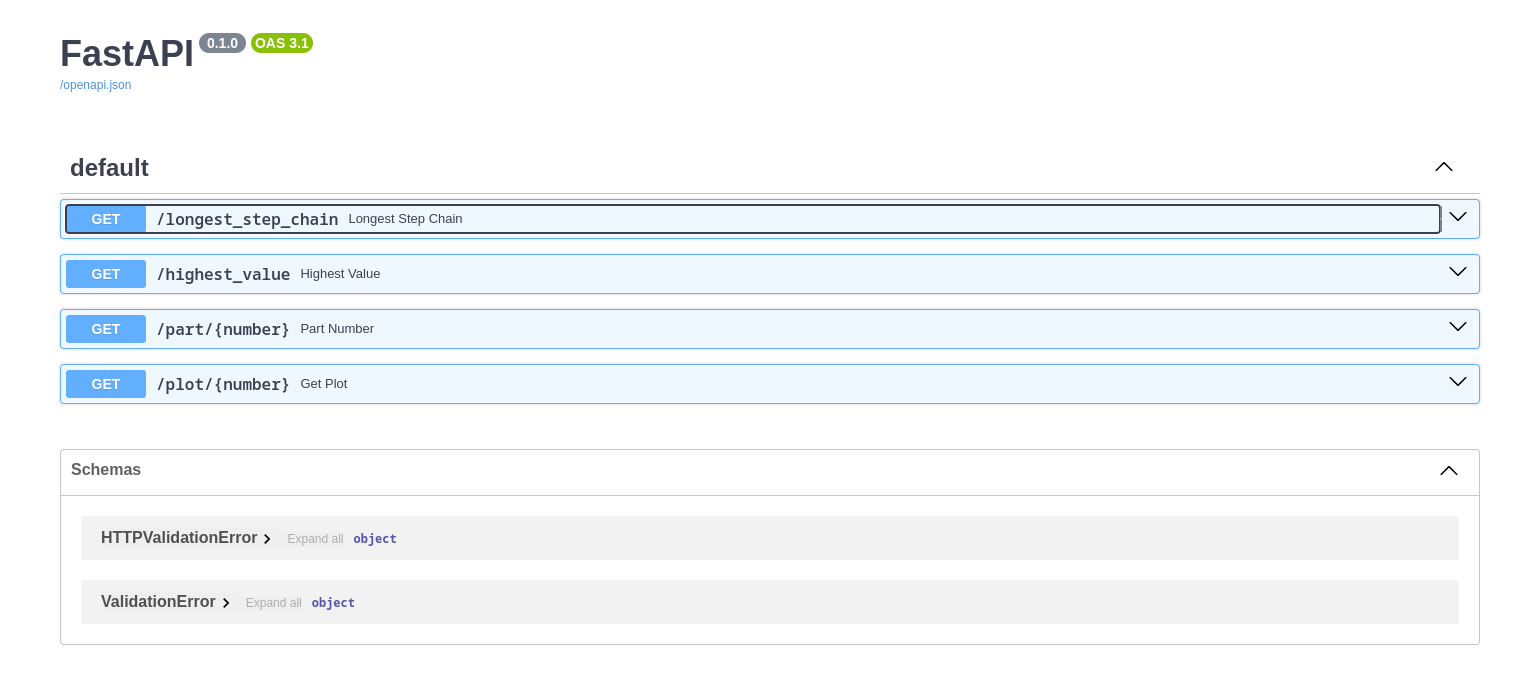 FastAPI 0.1.0 OAS 3.1
/openapi.json
default
GET /longest_step_chain Longest Step Chain
GET /highest_value Highest Value
GET /part/{number} Part Number
GET /plot/{number} Get Plot
Schemas
HTTPValidationError Expand all object
ValidationError Expand all object